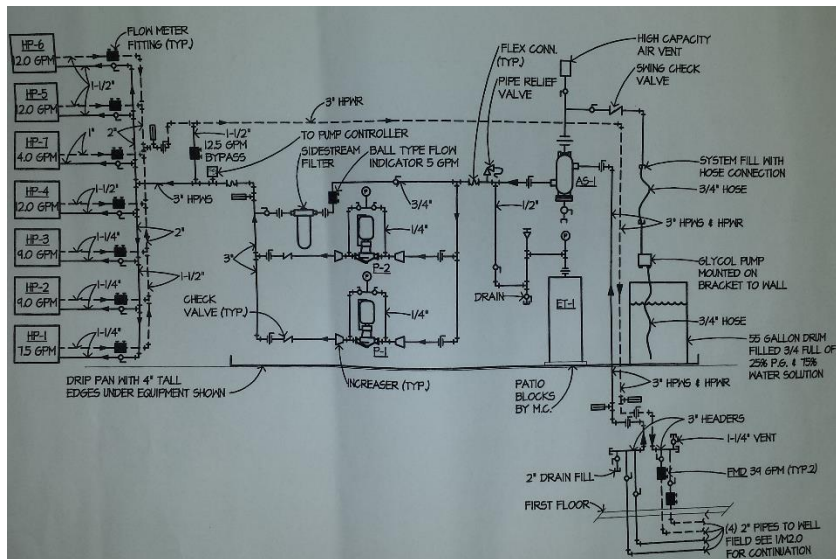 HP-6
12.0 GPM
HP-5
12.0 GPM
HP-7
4.0 GPM
HP-4
12.0 GPM
HP-3
9.0 GPM
HP-2
9.0 GPM
HP-1
7.5 GPM
FLOW METER
FITTING (TYP.)
1-1/2"
2"
1"
1-1/2"
2"
1-1/4"
1-1/2"
1-1/4"
1-1/4"
3" HPWR
1-1/2"
12.5 GPM
BYPASS
TO PUMP CONTROLLER
SIDESTREAM
FILTER
BALL TYPE FLOW
INDICATOR 5 GPM
3" HPWS
3"
3/4"
P
1/4"
P-2
P
1/4"
P-1
CHECK
VALVE (TYP.)
INCREASER (TYP.)
DRIP PAN WITH 4" TALL
EDGES UNDER EQUIPMENT SHOWN
FLEX CONN.
(TYP.)
PIPE RELIEF
VALVE
HIGH CAPACITY
AIR VENT
SWING CHECK
VALVE
AS-1
1/2"
DRAIN
P
ET-1
PATIO
BLOCKS
BY M.C.
SYSTEM FILL WITH
HOSE CONNECTION
3/4" HOSE
3" HPWS & HPWR
GLYCOL PUMP
MOUNTED ON
BRACKET TO WALL
3/4" HOSE
55 GALLON DRUM
FILLED 3/4 FULL OF
25% P.G. & 75%
WATER SOLUTION
3" HPWS & HPWR
3" HEADERS
1-1/4" VENT
2" DRAIN FILL
FMD 39 GPM (TYP.2)
FIRST FLOOR
(4) 2" PIPES TO WELL
FIELD SEE 1/M2.0
FOR CONTINUATION